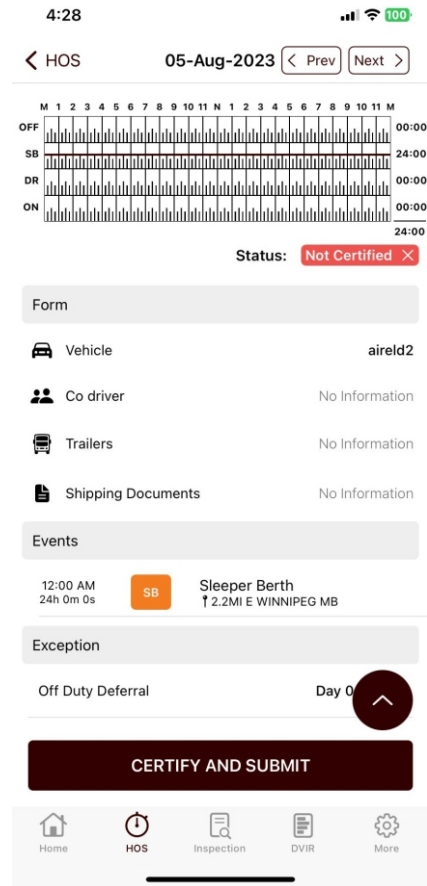 4:28
100
HOS 05-Aug-2023 Prev Next
M 1 2 3 4 5 6 7 8 9 10 11 N 1 2 3 4 5 6 7 8 9 10 11 M
OFF 00:00
SB 24:00
DR 00:00
ON 00:00
24:00
Status: Not Certified
Form
Vehicle aireld2
Co driver No Information
Trailers No Information
Shipping Documents No Information
Events
12:00 AM
24h 0m 0s
SB
Sleeper Berth
2.2MI E WINNIPEG MB
Exception
Off Duty Deferral Day 0
CERTIFY AND SUBMIT
Home HOS Inspection DVIR More